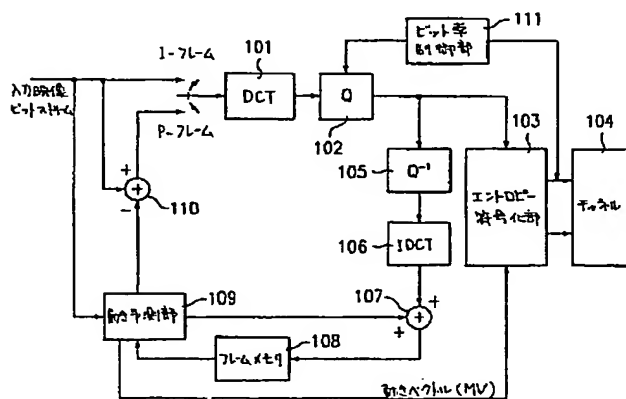 111
ビット率
制御部
I-フレーム
101
DCT
Q
102
入力映像
ビットストリーム
P-フレーム
103
104
105
Q⁻¹
エントロピー
符号化部
チャネル
+
+
-
110
106
IDCT
107
+
+
+
109
動き予測部
108
フレームメモリ
動きベクトル(MV)